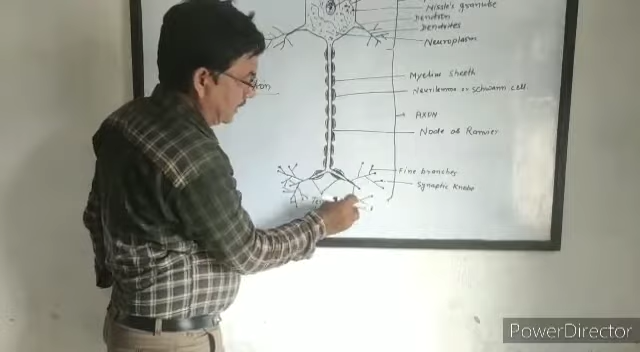 Nissl's granule
Dendron
Dendrites
Neuroplasm
Myelin Sheeth
Neurilemma or Schwann cell
AXON
Node of Ranvier
Fine branches
Synaptic Knobs
PowerDirector